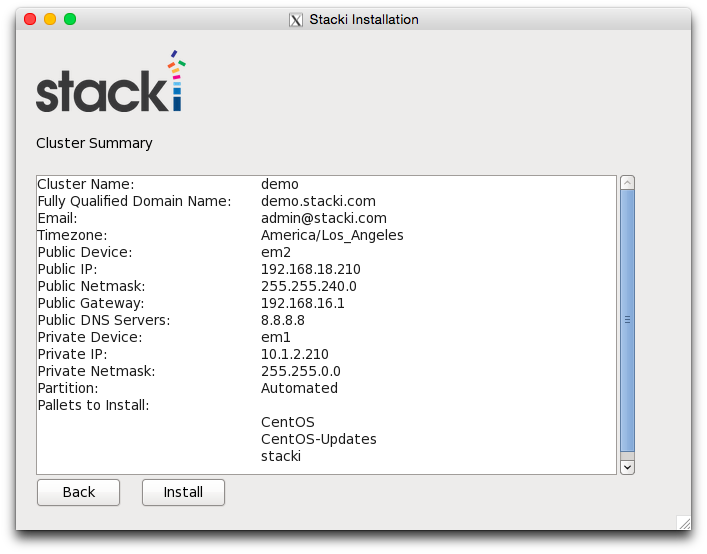 Stacki Installation
stacki
Cluster Summary
Cluster Name: demo
Fully Qualified Domain Name: demo.stacki.com
Email: admin@stacki.com
Timezone: America/Los_Angeles
Public Device: em2
Public IP: 192.168.18.210
Public Netmask: 255.255.240.0
Public Gateway: 192.168.16.1
Public DNS Servers: 8.8.8.8
Private Device: em1
Private IP: 10.1.2.210
Private Netmask: 255.255.0.0
Partition: Automated
Pallets to Install:
CentOS
CentOS-Updates
stacki
Back Install